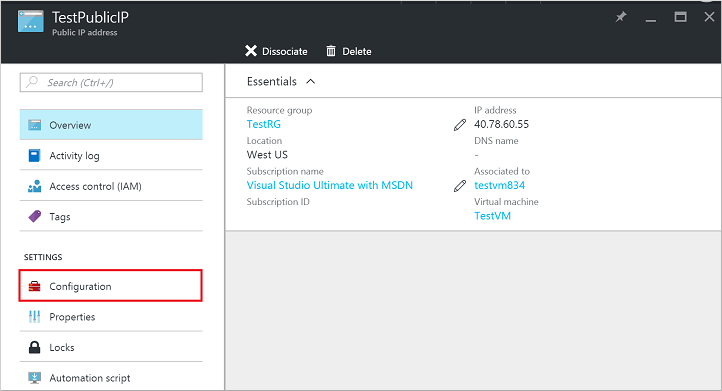 TestPublicIP
Public IP address
Dissociate Delete
Search (Ctrl+/)
Overview
Activity log
Access control (IAM)
Tags
SETTINGS
Configuration
Properties
Locks
Automation script
Essentials
Resource group
TestRG
Location
West US
Subscription name
Visual Studio Ultimate with MSDN
Subscription ID
IP address
40.78.60.55
DNS name
-
Associated to
testvm834
Virtual machine
TestVM